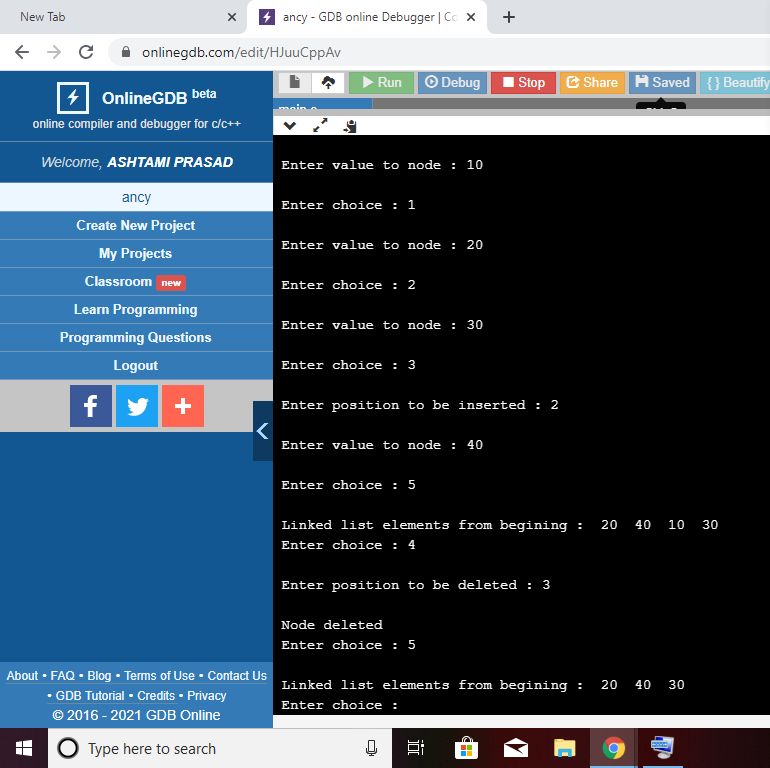 New Tab
ancy - GDB online Debugger | Co
onlinegdb.com/edit/HJuuCppAv
OnlineGDB beta
online compiler and debugger for c/c++
Welcome, ASHTAMI PRASAD
ancy
Create New Project
My Projects
Classroom new
Learn Programming
Programming Questions
Logout
About • FAQ • Blog • Terms of Use • Contact Us
• GDB Tutorial • Credits • Privacy
© 2016 - 2021 GDB Online
Run Debug Stop Share Saved { } Beautify
main.c
Enter value to node : 10
Enter choice : 1
Enter value to node : 20
Enter choice : 2
Enter value to node : 30
Enter choice : 3
Enter position to be inserted : 2
Enter value to node : 40
Enter choice : 5
Linked list elements from begining : 20 40 10 30
Enter choice : 4
Enter position to be deleted : 3
Node deleted
Enter choice : 5
Linked list elements from begining : 20 40 30
Enter choice :
Type here to search